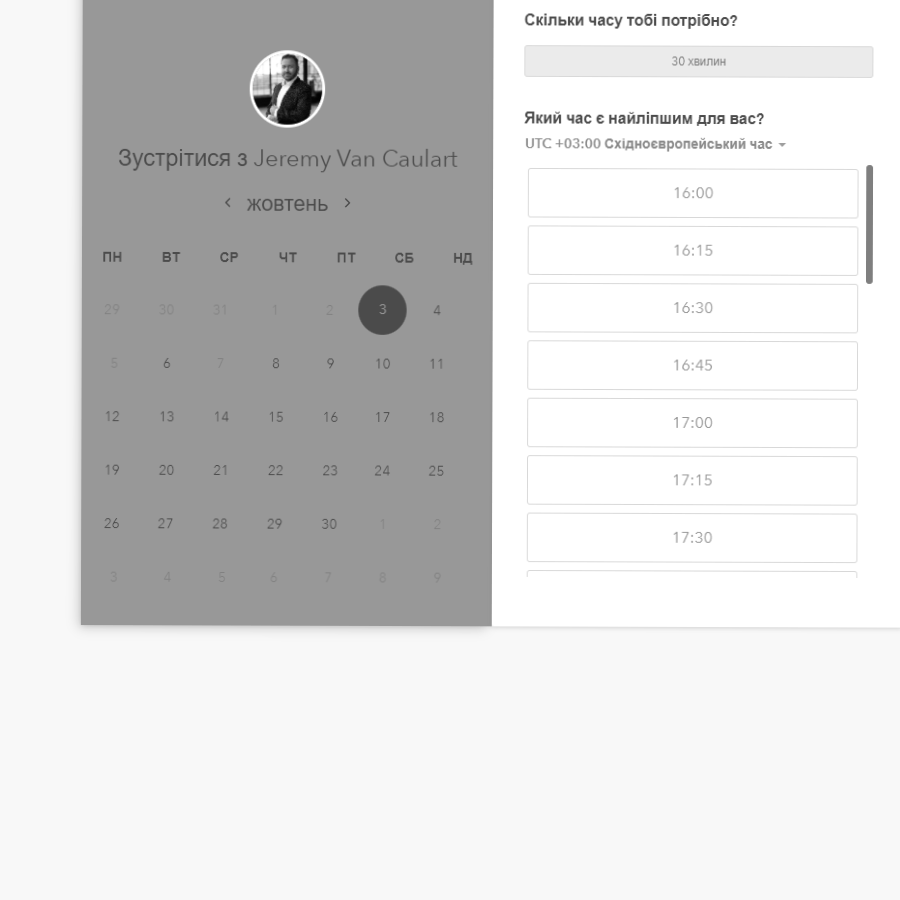 Зустрітися з Jeremy Van Caulart
жовтень
ПН ВТ СР ЧТ ПТ СБ НД
29 30 31 1 2 3 4
5 6 7 8 9 10 11
12 13 14 15 16 17 18
19 20 21 22 23 24 25
26 27 28 29 30 1 2
3 4 5 6 7 8 9
Скільки часу тобі потрібно?
30 хвилин
Який час є найліпшим для вас?
UTC +03:00 Східноєвропейський час
16:00
16:15
16:30
16:45
17:00
17:15
17:30